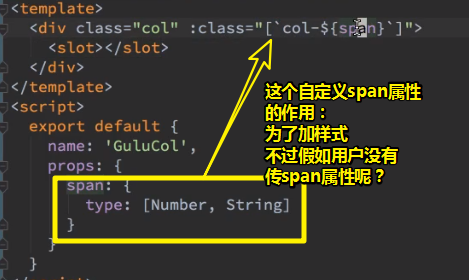 <template>
<div class="col" :class="[`col-${span}`]">
<slot></slot>
</div>
</template>
<script>
export default {
name: 'GuluCol',
props: {
span: {
type: [Number, String]
}
}
}
这个自定义span属性
的作用：
为了加样式
不过假如用户没有
传span属性呢？